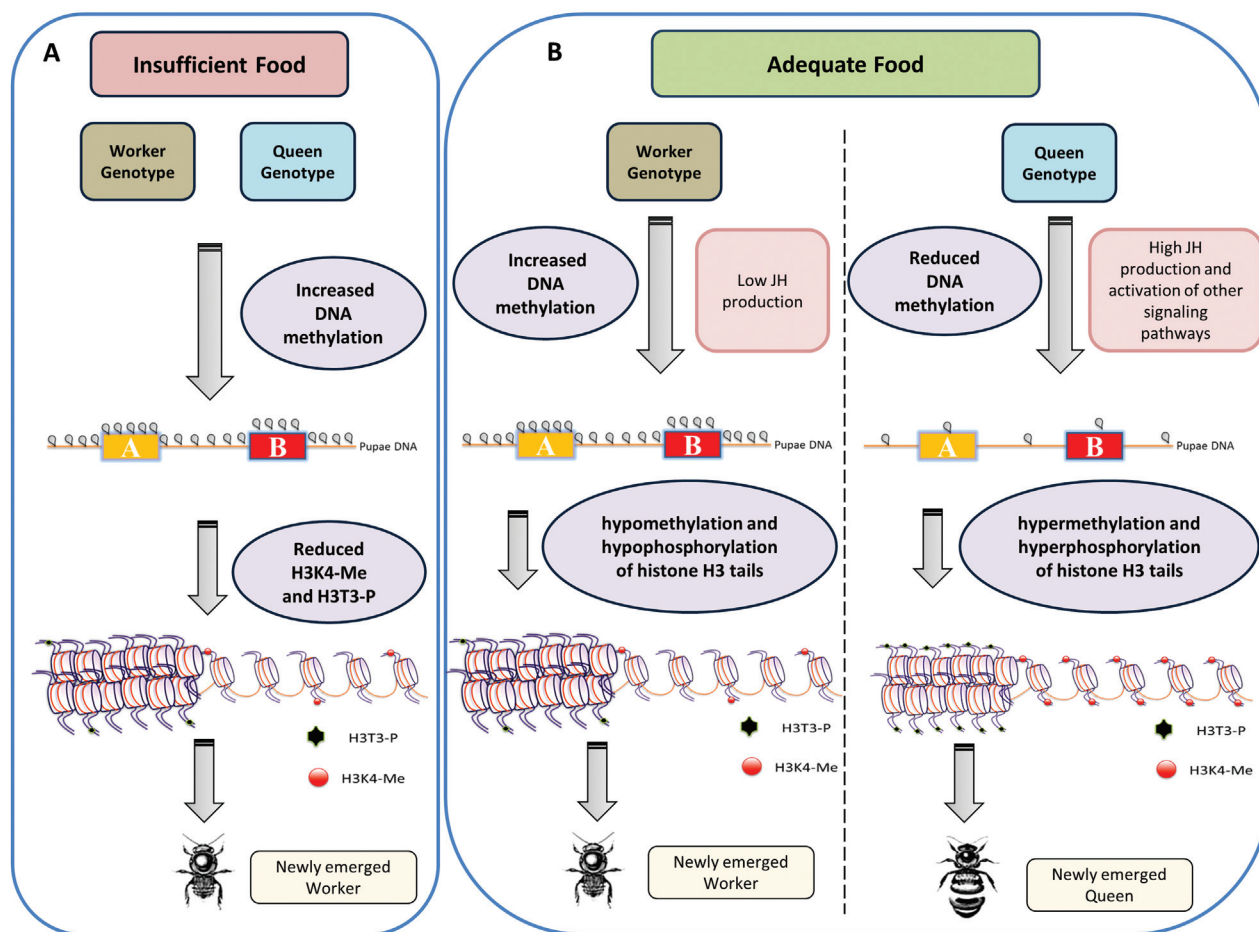 A
Insufficient Food
Worker
Genotype
Queen
Genotype
Increased
DNA
methylation
A
B
Pupae DNA
Reduced
H3K4-Me
and H3T3-P
H3T3-P
H3K4-Me
Newly emerged
Worker
B
Adequate Food
Worker
Genotype
Increased
DNA
methylation
Low JH
production
A
B
Pupae DNA
hypomethylation and
hypophosphorylation
of histone H3 tails
H3T3-P
H3K4-Me
Newly emerged
Worker
Queen
Genotype
Reduced
DNA
methylation
High JH
production and
activation of other
signaling
pathways
A
B
Pupae DNA
hypermethylation and
hyperphosphorylation
of histone H3 tails
H3T3-P
H3K4-Me
Newly emerged
Queen